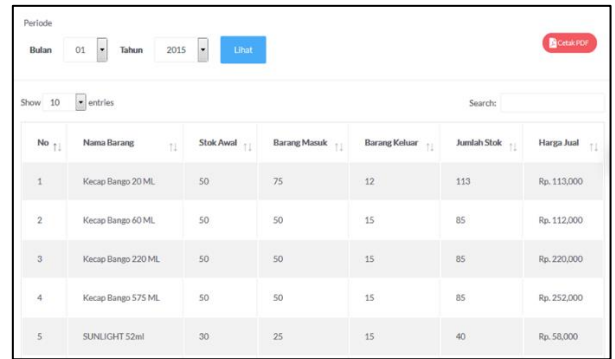 Periode
Bulan 01 Tahun 2015 Lihat Cetak PDF
Show 10 entries Search:
No Nama Barang Stok Awal Barang Masuk Barang Keluar Jumlah Stok Harga Jual
1 Kecap Bango 20 ML 50 75 12 113 Rp. 113,000
2 Kecap Bango 60 ML 50 50 15 85 Rp. 112,000
3 Kecap Bango 220 ML 50 50 15 85 Rp. 220,000
4 Kecap Bango 575 ML 50 50 15 85 Rp. 252,000
5 SUNLIGHT 52ml 30 25 15 40 Rp. 58,000